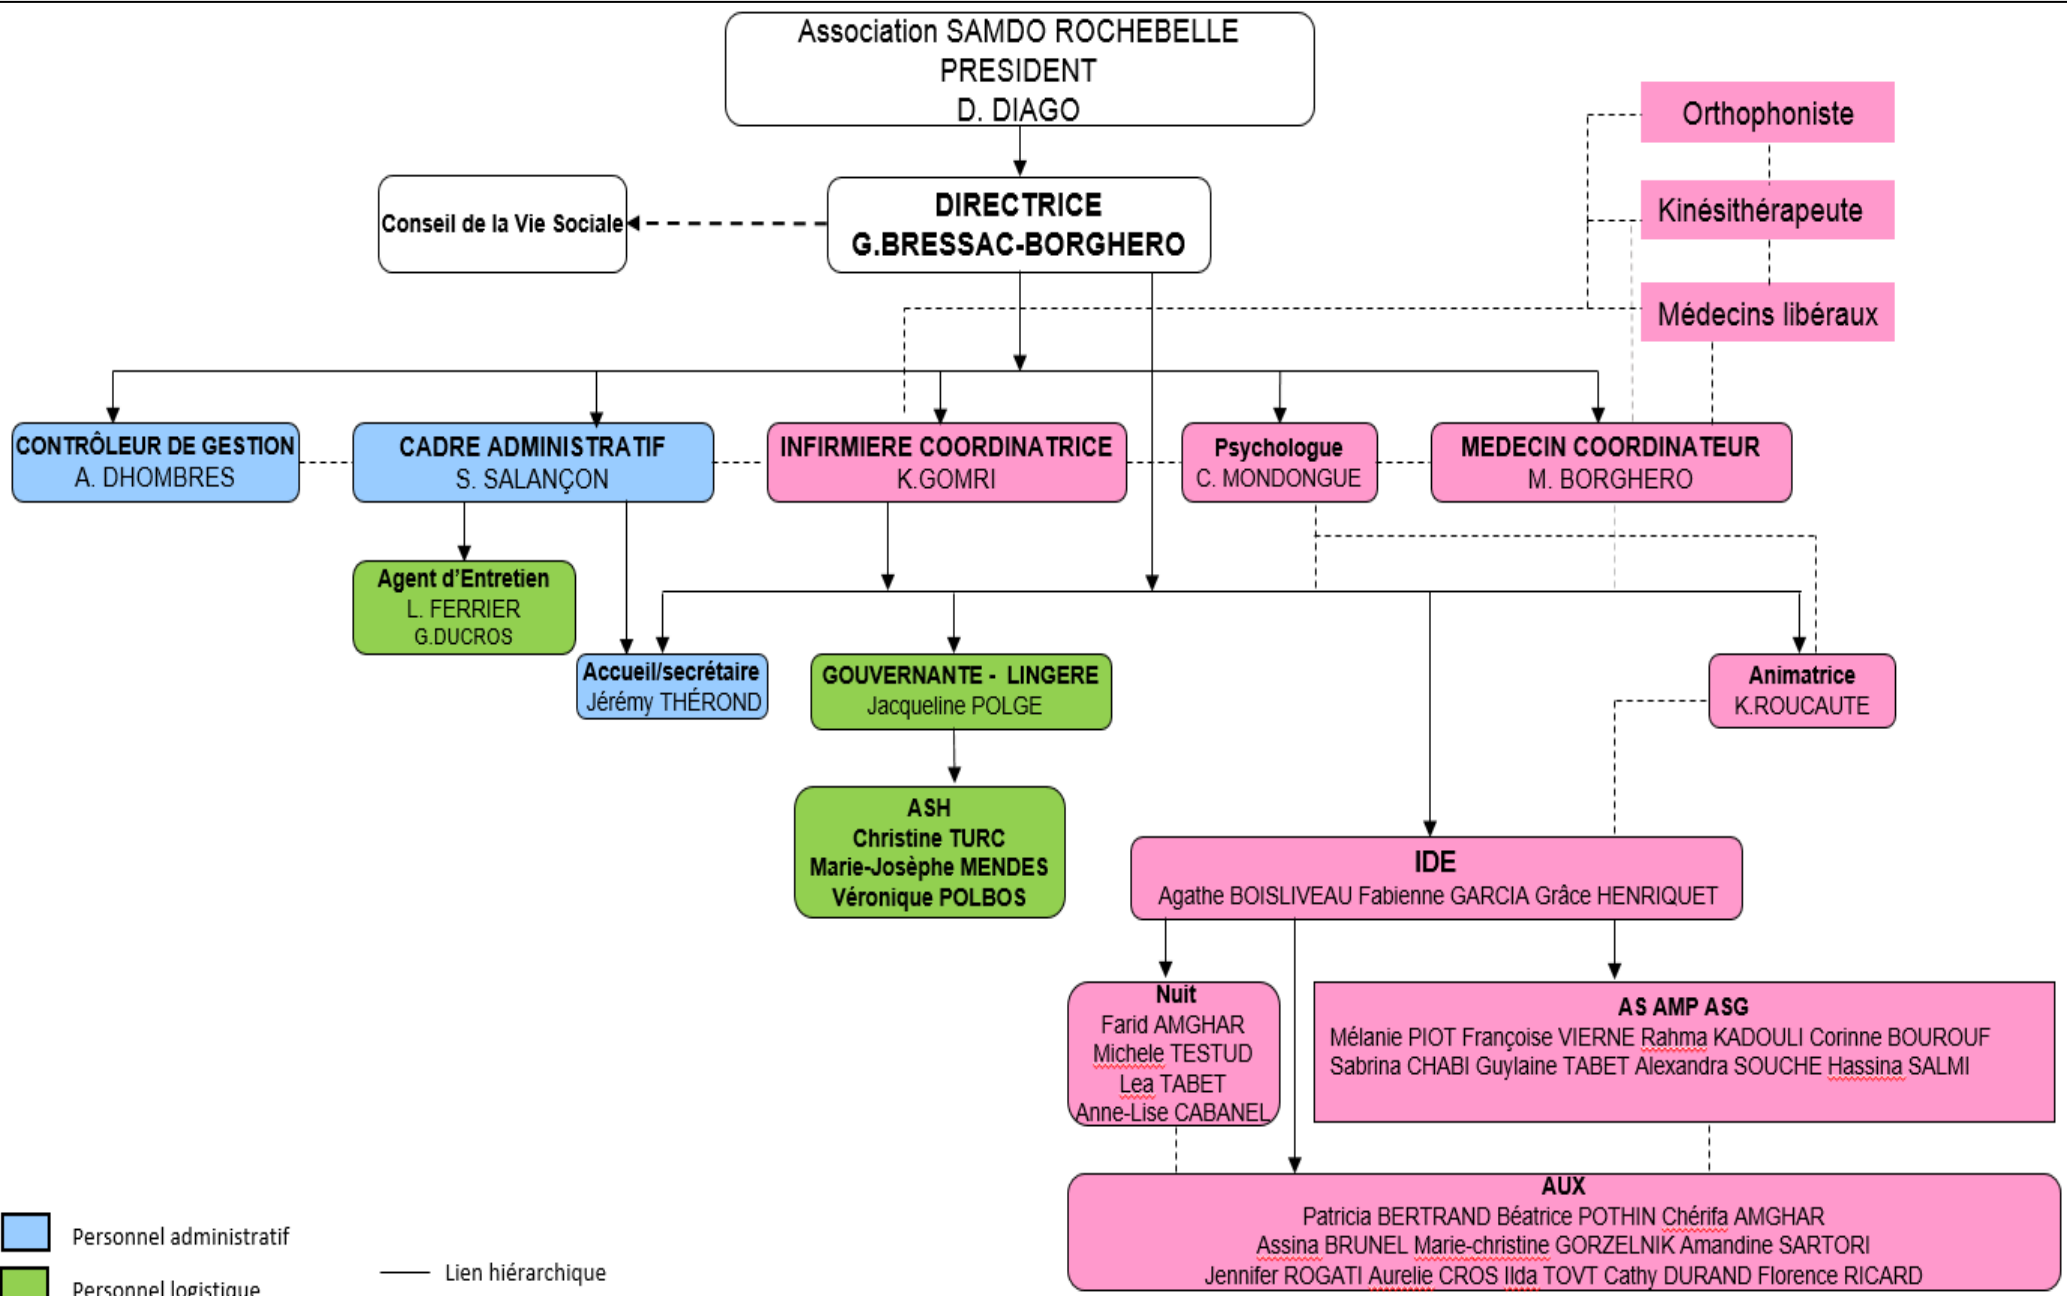 Association SAMDO ROCHEBELLE
PRESIDENT
D. DIAGO
Orthophoniste
Kinésithérapeute
Médecins libéraux
Conseil de la Vie Sociale
DIRECTRICE
G.BRESSAC-BORGHERO
CONTRÔLEUR DE GESTION
A. DHOMBRES
CADRE ADMINISTRATIF
S. SALANÇON
INFIRMIERE COORDINATRICE
K.GOMRI
Psychologue
C. MONDONGUE
MEDECIN COORDINATEUR
M. BORGHERO
Agent d'Entretien
L. FERRIER
G.DUCROS
Accueil/secrétaire
Jérémy THÉROND
GOUVERNANTE - LINGERE
Jacqueline POLGE
Animatrice
K.ROUCAUTE
ASH
Christine TURC
Marie-Josèphe MENDES
Véronique POLBOS
IDE
Agathe BOISLIVEAU Fabienne GARCIA Grâce HENRIQUET
Nuit
Farid AMGHAR
Michele TESTUD
Lea TABET
Anne-Lise CABANEL
AS AMP ASG
Mélanie PIOT Françoise VIERNE Rahma KADOULI Corinne BOUROUF
Sabrina CHABI Guylaine TABET Alexandra SOUCHE Hassina SALMI
AUX
Patricia BERTRAND Béatrice POTHIN Chérifa AMGHAR
Assina BRUNEL Marie-christine GORZELNIK Amandine SARTORI
Jennifer ROGATI Aurelie CROS Ilda TOVT Cathy DURAND Florence RICARD
Personnel administratif
Personnel logistique
Lien hiérarchique